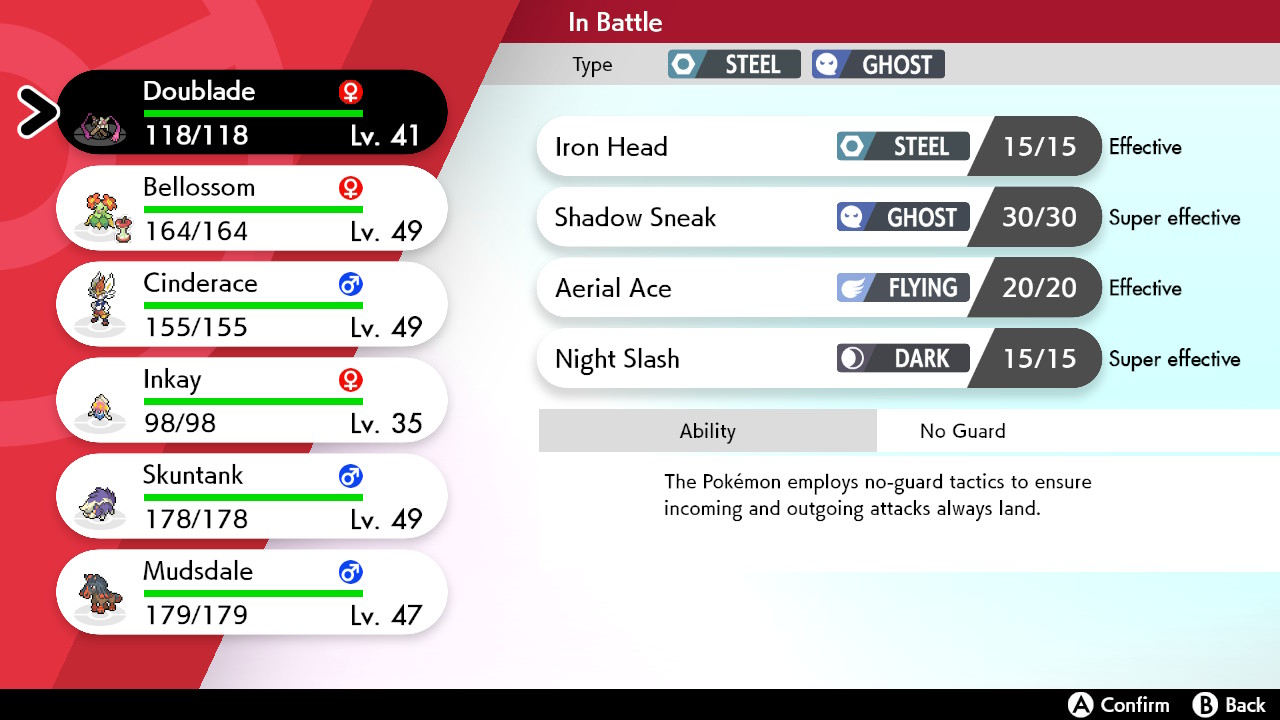 In Battle
Type STEEL GHOST
Doublade
118/118 Lv. 41
Bellossom
164/164 Lv. 49
Cinderace
155/155 Lv. 49
Inkay
98/98 Lv. 35
Skuntank
178/178 Lv. 49
Mudsdale
179/179 Lv. 47
Iron Head STEEL 15/15 Effective
Shadow Sneak GHOST 30/30 Super effective
Aerial Ace FLYING 20/20 Effective
Night Slash DARK 15/15 Super effective
Ability No Guard
The Pokémon employs no-guard tactics to ensure
incoming and outgoing attacks always land.
A Confirm B Back